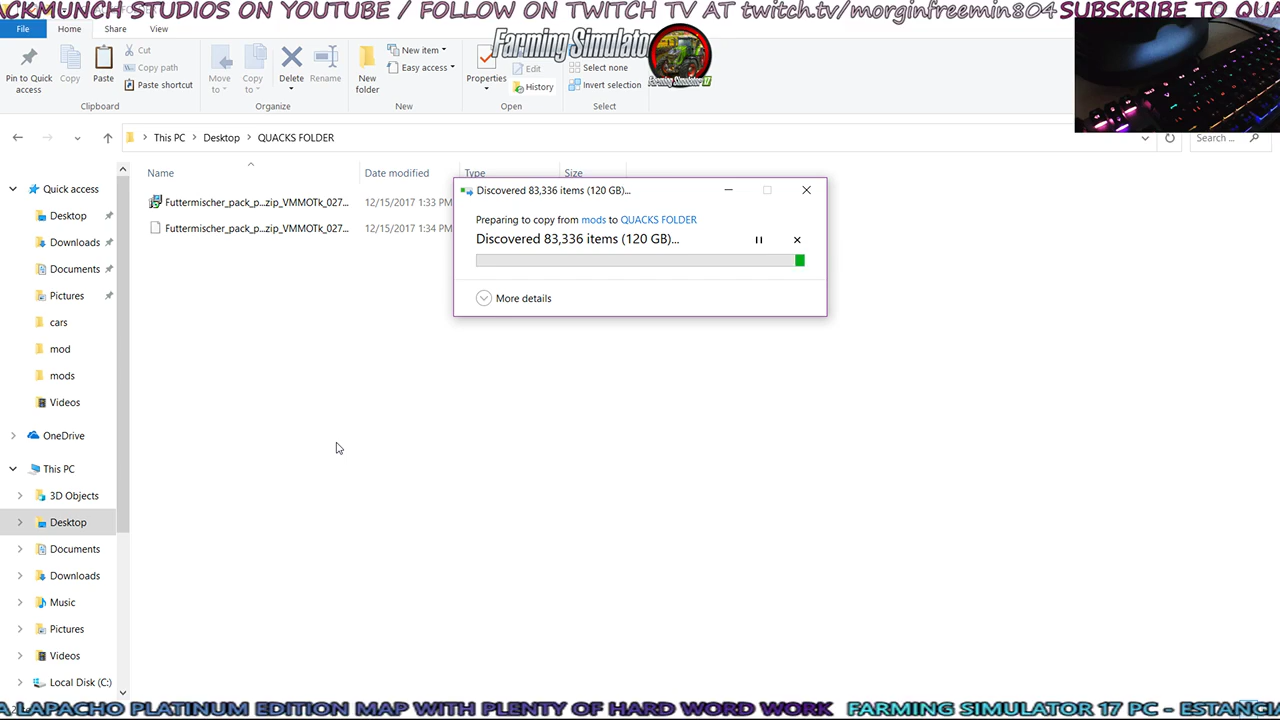 CKMUNCH STUDIOS ON YOUTUBE / FOLLOW ON TWITCH TV AT twitch.tv/morginfreemin804 SUBSCRIBE TO QUA
File Home Share View
Pin to Quick access
Copy
Paste
Cut
Copy path
Paste shortcut
Clipboard
Move to
Copy to
Delete
Rename
Organize
New folder
New item
Easy access
New
Properties
Edit
History
Open
Select none
Invert selection
Select
Farming Simulator
Farming Simulator 17
This PC > Desktop > QUACKS FOLDER
Search ...
Name Date modified Type Size
Futtermischer_pack_p...zip_VMMOTk_027... 12/15/2017 1:33 PM
Futtermischer_pack_p...zip_VMMOTk_027... 12/15/2017 1:34 PM
Discovered 83,336 items (120 GB)...
Preparing to copy from mods to QUACKS FOLDER
Discovered 83,336 items (120 GB)...
More details
Quick access
Desktop
Downloads
Documents
Pictures
cars
mod
mods
Videos
OneDrive
This PC
3D Objects
Desktop
Documents
Downloads
Music
Pictures
Videos
Local Disk (C:)
A LAPACHO PLATINUM EDITION MAP WITH PLENTY OF HARD WORD WORK FARMING SIMULATOR 17 PC - ESTANCIA